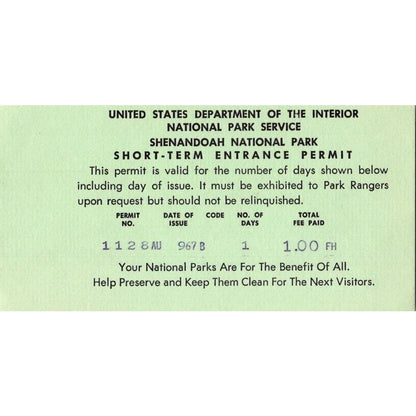 UNITED STATES DEPARTMENT OF THE INTERIOR
NATIONAL PARK SERVICE
SHENANDOAH NATIONAL PARK
SHORT-TERM ENTRANCE PERMIT
This permit is valid for the number of days shown below
including day of issue. It must be exhibited to Park Rangers
upon request but should not be relinquished.
PERMIT NO. DATE OF ISSUE CODE NO. OF DAYS TOTAL FEE PAID
1128AU 967B 1 1.00 FH
Your National Parks Are For The Benefit Of All.
Help Preserve and Keep Them Clean For The Next Visitors.